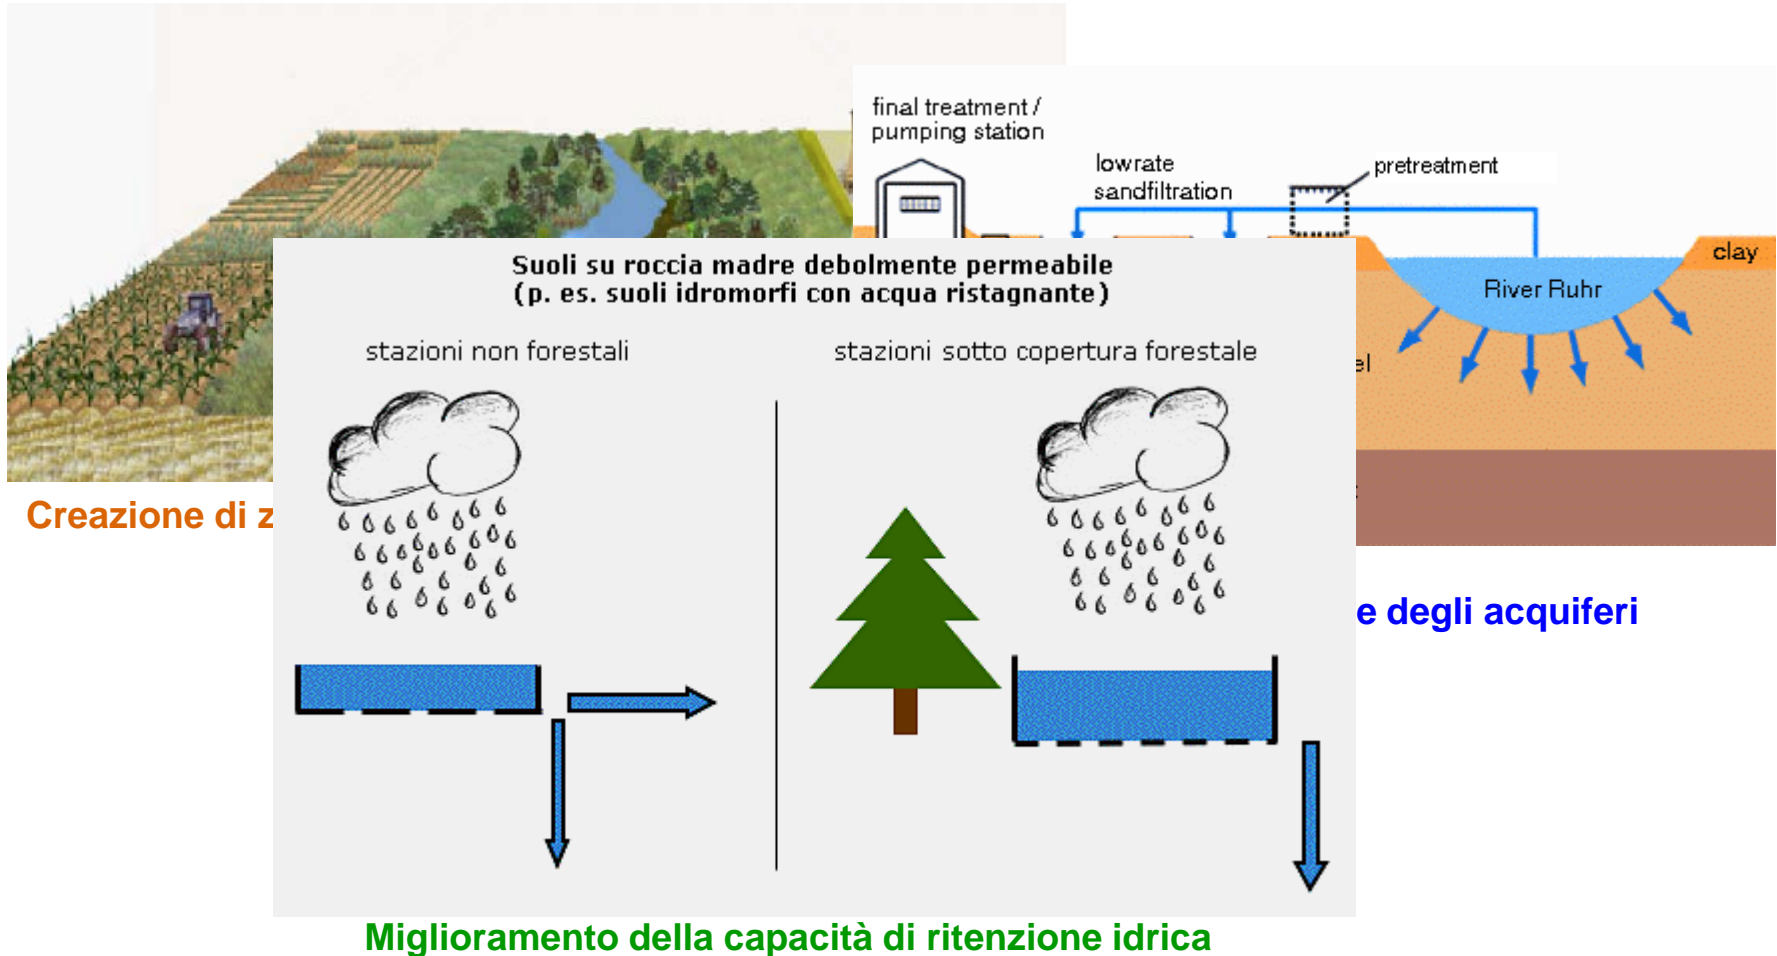 final treatment /
pumping station
lowrate
sandfiltration
pretreatment
clay
River Ruhr
el
Suoli su roccia madre debolmente permeabile
(p. es. suoli idromorfi con acqua ristagnante)
stazioni non forestali
stazioni sotto copertura forestale
Creazione di z
e degli acquiferi
Miglioramento della capacità di ritenzione idrica